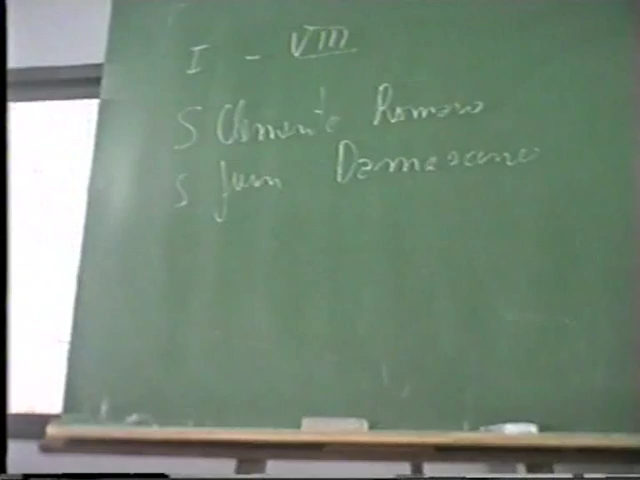 I - VIII
S Clemente Romano
S Juan Damasceno